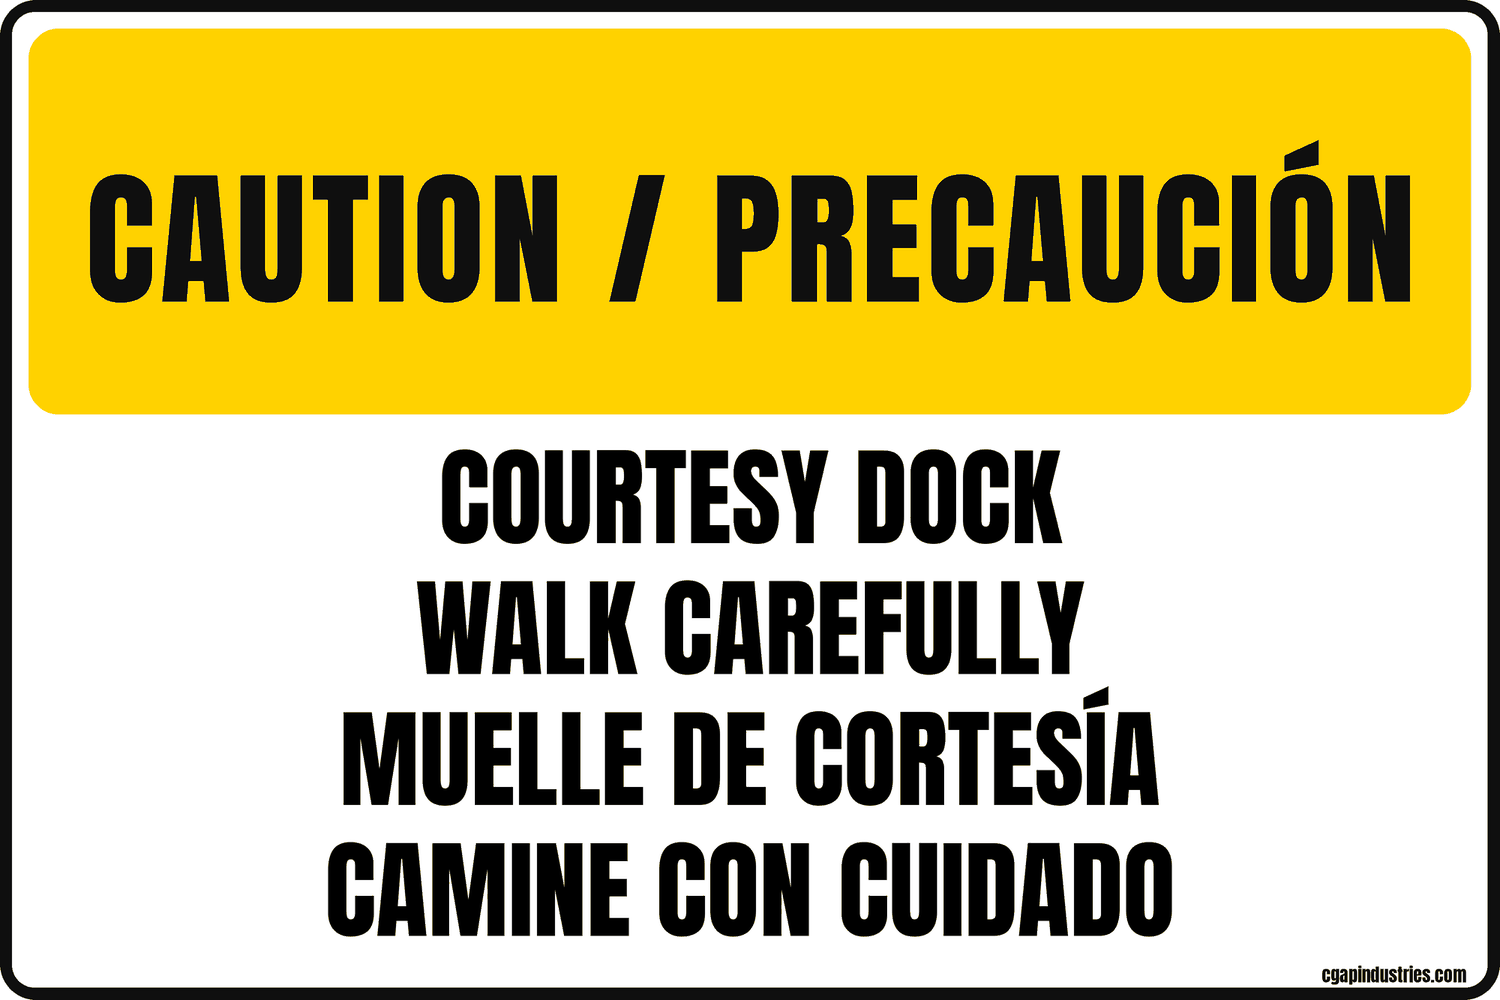 CAUTION / PRECAUCIÓN
COURTESY DOCK
WALK CAREFULLY
MUELLE DE CORTESÍA
CAMINE CON CUIDADO
cgapindustries.com